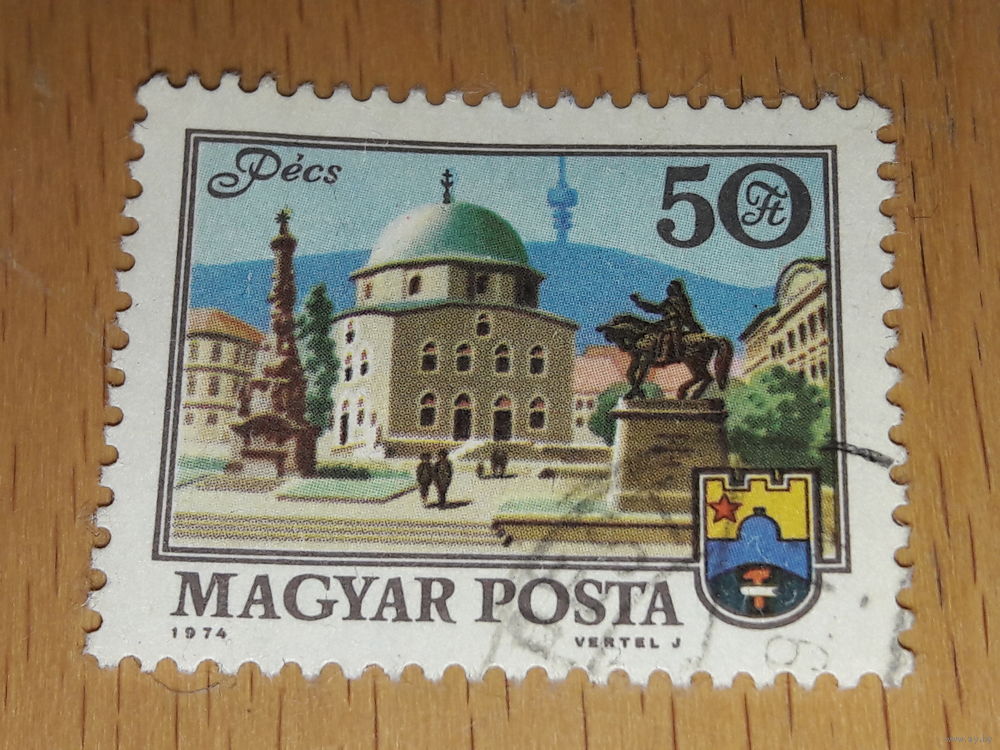 Pécs
50 Ft
MAGYAR POSTA
1974
VERTEL J